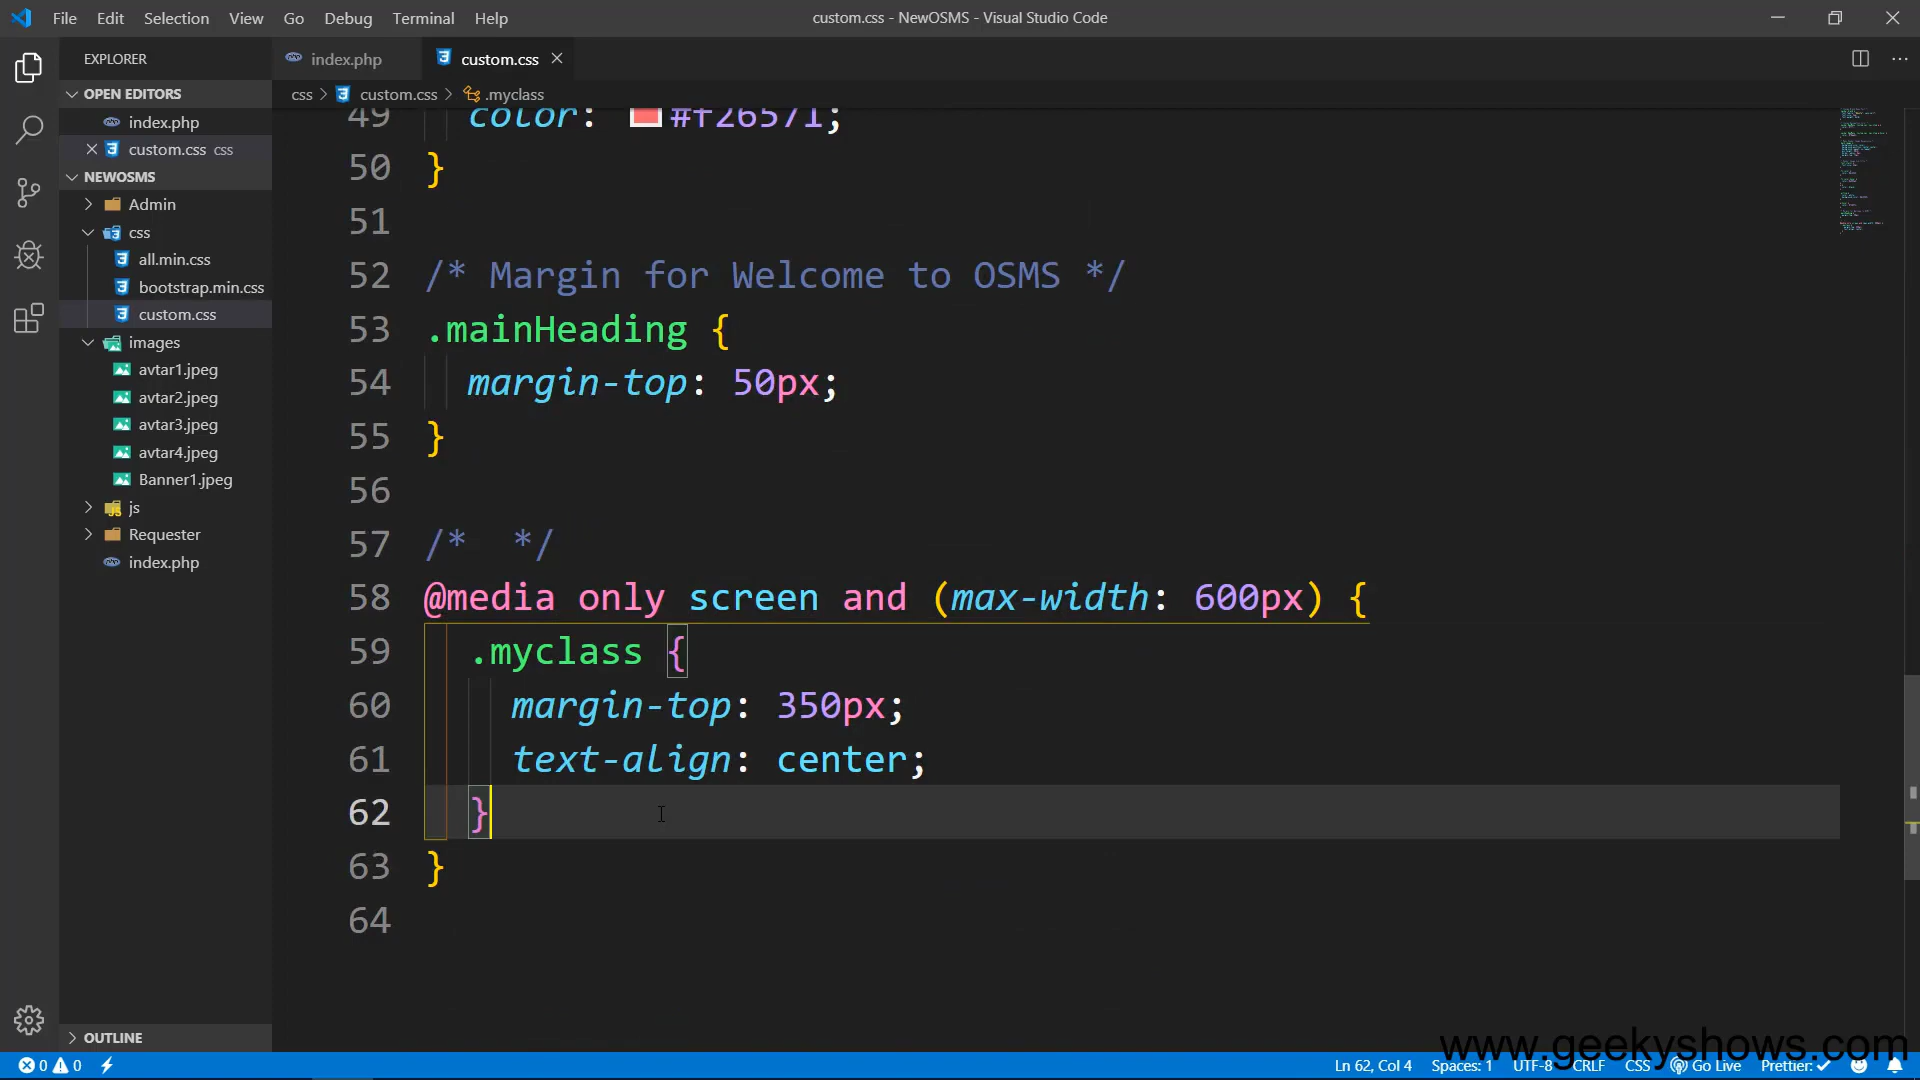 File Edit Selection View Go Debug Terminal Help
custom.css - NewOSMS - Visual Studio Code
EXPLORER
OPEN EDITORS
index.php
custom.css css
NEWOSMS
Admin
css
all.min.css
bootstrap.min.css
custom.css
images
avtar1.jpeg
avtar2.jpeg
avtar3.jpeg
avtar4.jpeg
Banner1.jpeg
js
Requester
index.php
OUTLINE
index.php custom.css
css > custom.css > .myclass
49 color: #f26571;
50 }
51
52 /* Margin for Welcome to OSMS */
53 .mainHeading {
54 margin-top: 50px;
55 }
56
57 /*  */
58 @media only screen and (max-width: 600px) {
59 .myclass {
60 margin-top: 350px;
61 text-align: center;
62 }
63 }
64
www.geekyshows.com
0 0
Ln 62, Col 4 Spaces: 1 UTF-8 CRLF CSS Go Live Prettier: ✓